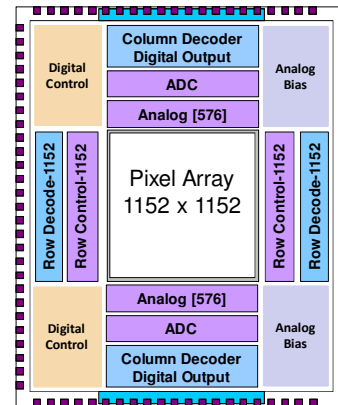 Column Decoder
Digital Output
Digital
Control
ADC
Analog
Bias
Analog [576]
Row Decode-1152
Row Control-1152
Pixel Array
1152 x 1152
Row Control-1152
Row Decode-1152
Analog [576]
Digital
Control
ADC
Analog
Bias
Column Decoder
Digital Output